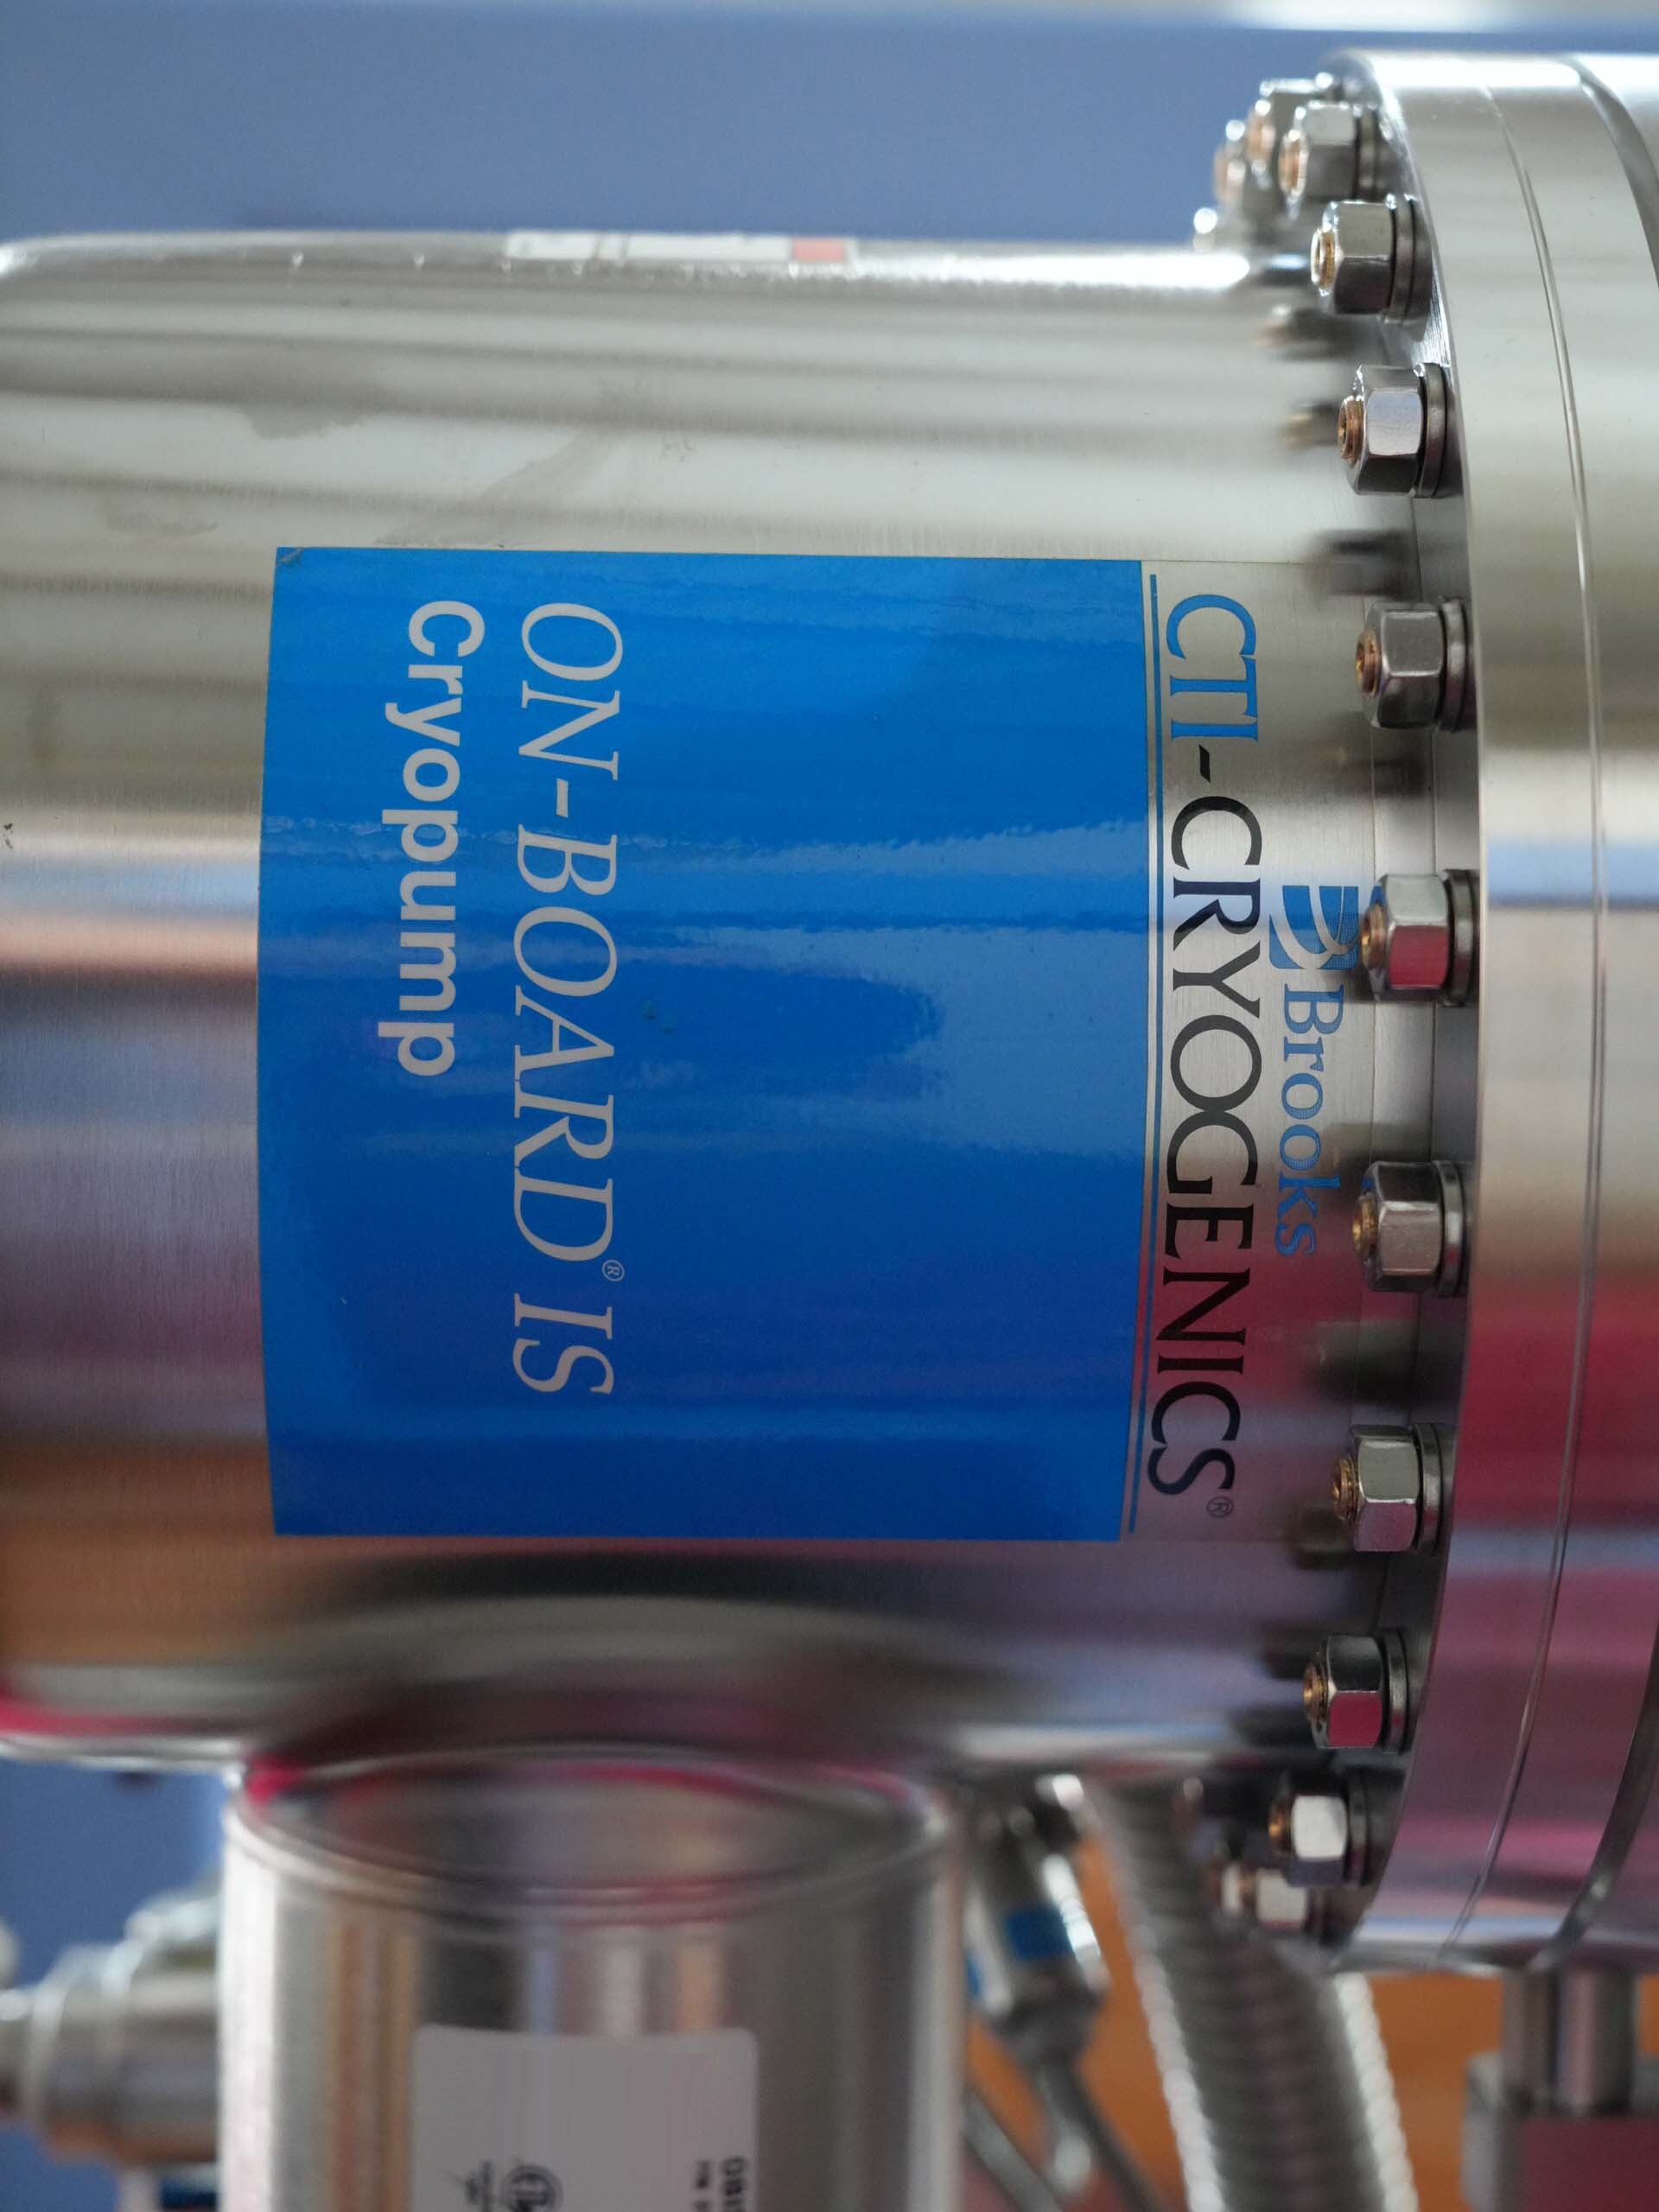 Brooks
CTI-CRYOGENICS®
ON-BOARD® IS
Cryopump